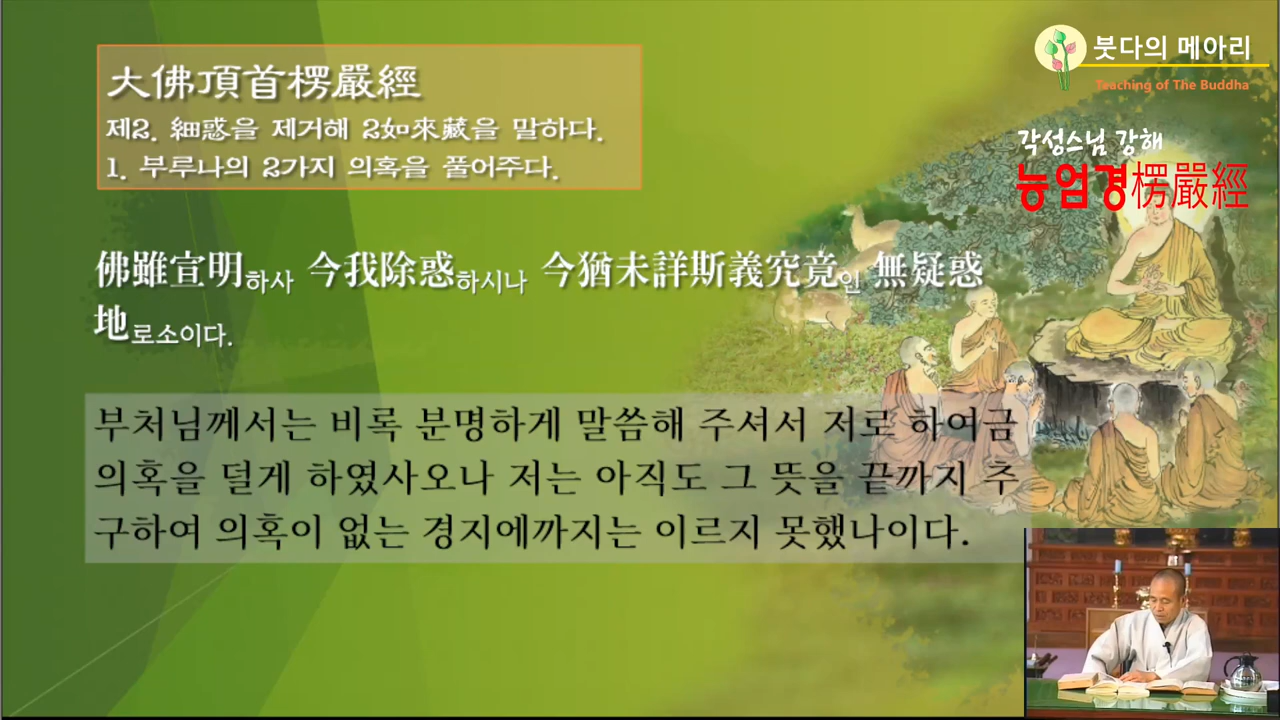 大佛頂首楞嚴經
제2. 細惑을 제거해 2如來藏을 말하다.
1. 부루나의 2가지 의혹을 풀어주다.
붓다의 메아리
Teaching of The Buddha
각성스님 강해
능엄경楞嚴經
佛雖宣明하사 今我除惑하시나 今猶未詳斯義究竟인 無疑惑
地로소이다.
부처님께서는 비록 분명하게 말씀해 주셔서 저로 하여금
의혹을 덜게 하였사오나 저는 아직도 그 뜻을 끝까지 추
구하여 의혹이 없는 경지에까지는 이르지 못했나이다.